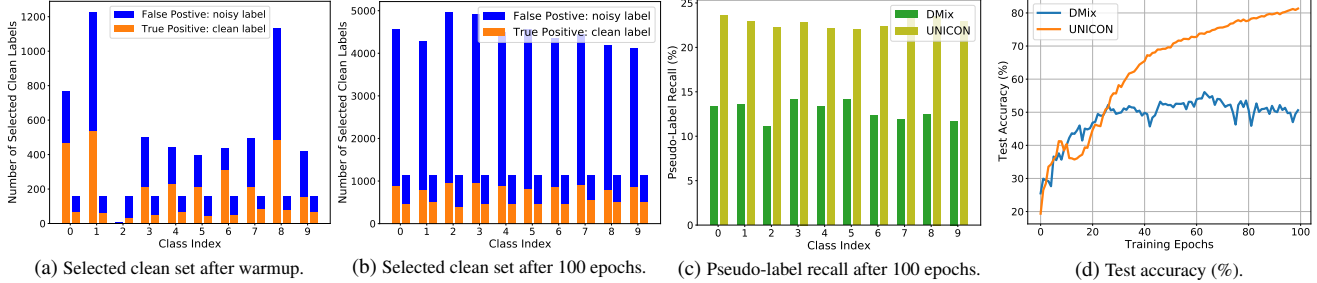 False Postive: noisy label
True Positive: clean label
Number of Selected Clean Labels
1200
1000
800
600
400
200
0
0 1 2 3 4 5 6 7 8 9
Class Index
(a) Selected clean set after warmup.
False Postive: noisy label
True Positive: clean label
Number of Selected Clean Labels
5000
4000
3000
2000
1000
0
0 1 2 3 4 5 6 7 8 9
Class Index
(b) Selected clean set after 100 epochs.
DMix
UNICON
Pseudo-Label Recall (%)
25
20
15
10
5
0
0 1 2 3 4 5 6 7 8 9
Class Index
(c) Pseudo-label recall after 100 epochs.
DMix
UNICON
Test Accuracy (%)
80
70
60
50
40
30
20
0 20 40 60 80 100
Training Epochs
(d) Test accuracy (%).